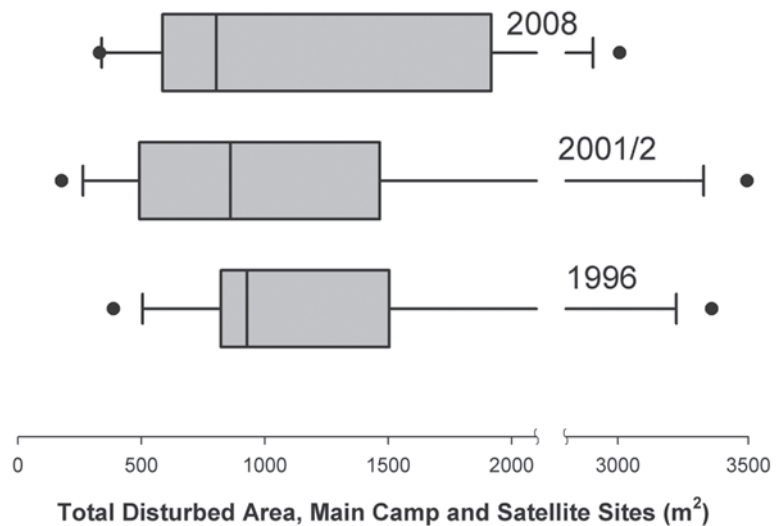 2008
2001/2
1996
0 500 1000 1500 2000 3000 3500
Total Disturbed Area, Main Camp and Satellite Sites (m²)